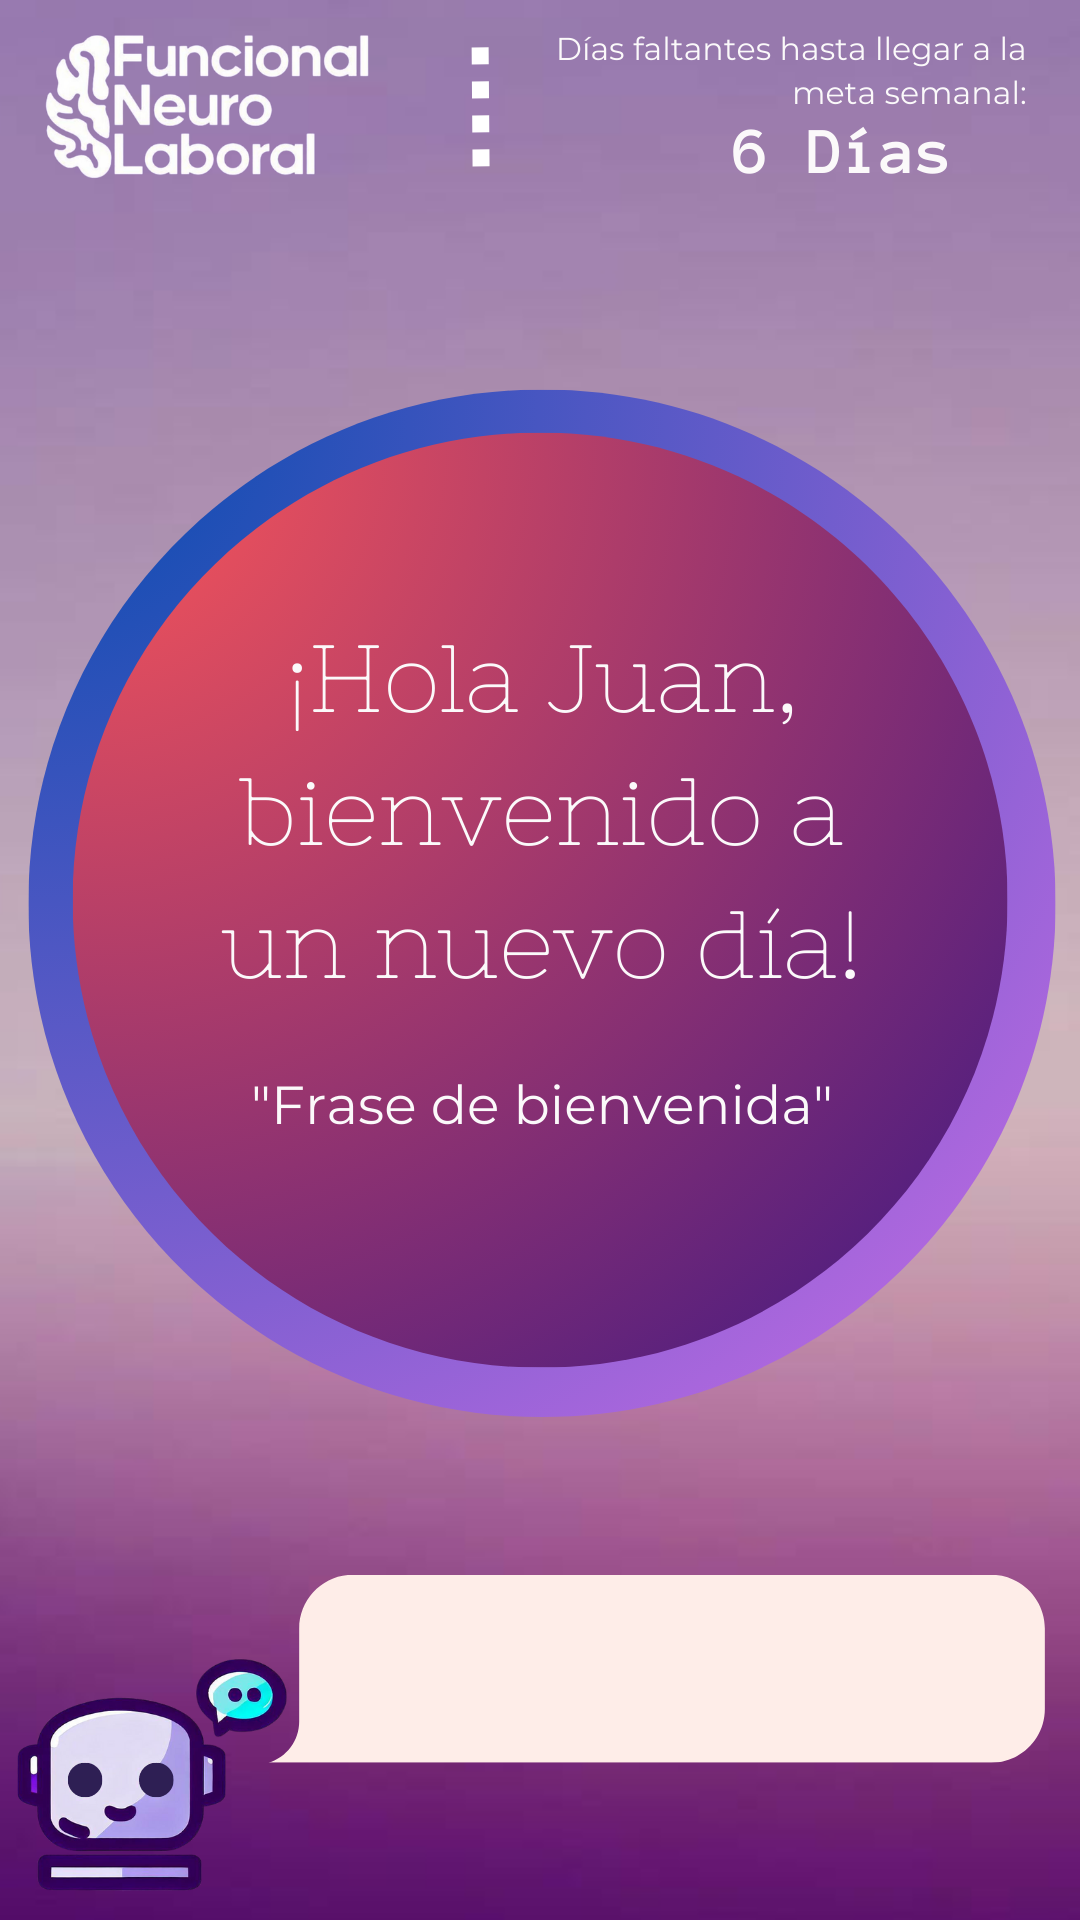 Funcional
Neuro
Laboral
Días faltantes hasta llegar a la
meta semanal:
6 Días
¡Hola Juan,
bienvenido a
un nuevo día!
"Frase de bienvenida"